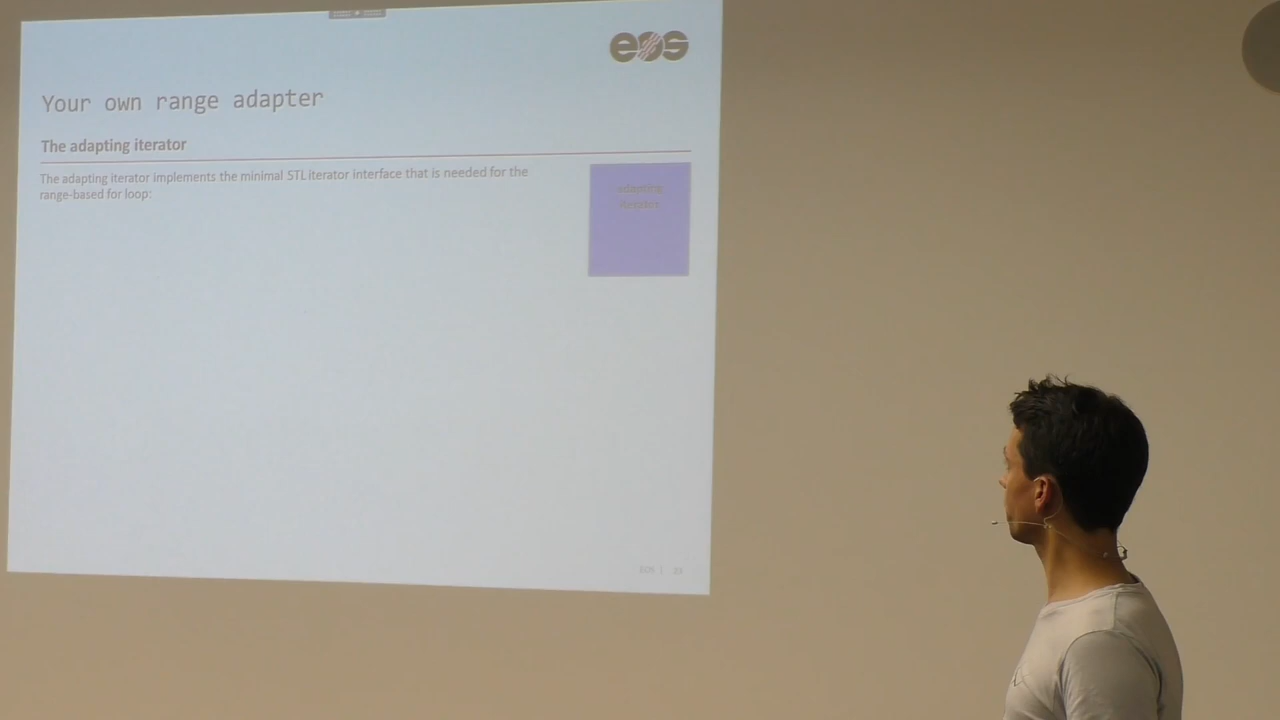 eos
Your own range adapter
The adapting iterator
The adapting iterator implements the minimal STL iterator interface that is needed for the
range-based for loop:
adapting
iterator
EOS |